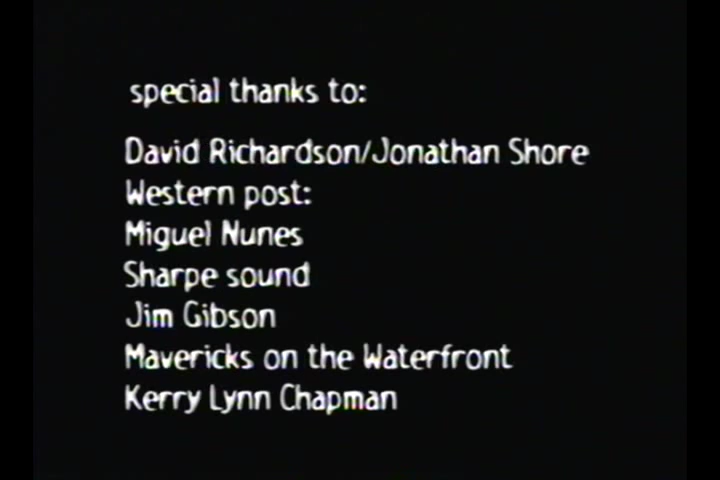 special thanks to:
David Richardson/Jonathan Shore
Western post:
Miguel Nunes
Sharpe sound
Jim Gibson
Mavericks on the Waterfront
Kerry Lynn Chapman